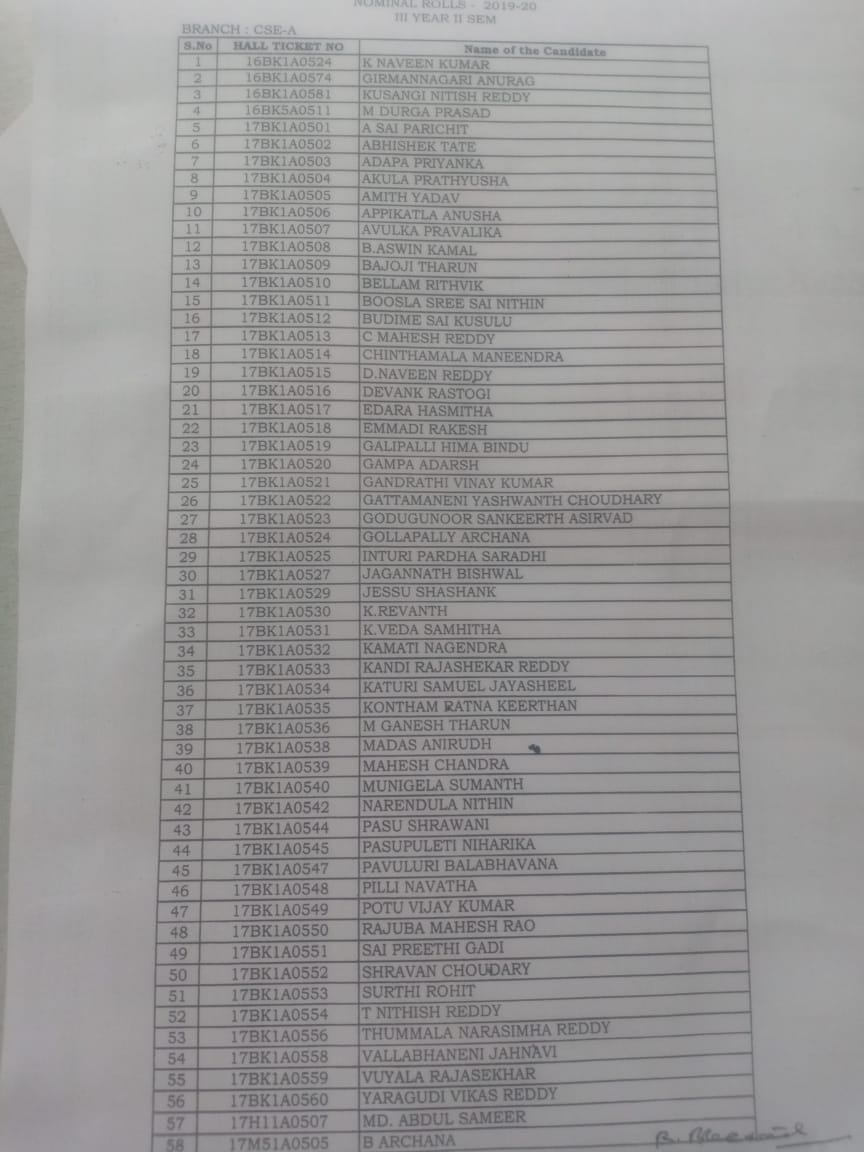 NOMINAL ROLLS - 2019-20
III YEAR II SEM
BRANCH : CSE-A
S.No HALL TICKET NO Name of the Candidate
1 16BK1A0524 K NAVEEN KUMAR
2 16BK1A0574 GIRMANNAGARI ANURAG
3 16BK1A0581 KUSANGI NITISH REDDY
4 16BK5A0511 M DURGA PRASAD
5 17BK1A0501 A SAI PARICHIT
6 17BK1A0502 ABHISHEK TATE
7 17BK1A0503 ADAPA PRIYANKA
8 17BK1A0504 AKULA PRATHYUSHA
9 17BK1A0505 AMITH YADAV
10 17BK1A0506 APPIKATLA ANUSHA
11 17BK1A0507 AVULKA PRAVALIKA
12 17BK1A0508 B.ASWIN KAMAL
13 17BK1A0509 BAJOJI THARUN
14 17BK1A0510 BELLAM RITHVIK
15 17BK1A0511 BOOSLA SREE SAI NITHIN
16 17BK1A0512 BUDIME SAI KUSULU
17 17BK1A0513 C MAHESH REDDY
18 17BK1A0514 CHINTHAMALA MANEENDRA
19 17BK1A0515 D.NAVEEN REDDY
20 17BK1A0516 DEVANK RASTOGI
21 17BK1A0517 EDARA HASMITHA
22 17BK1A0518 EMMADI RAKESH
23 17BK1A0519 GALIPALLI HIMA BINDU
24 17BK1A0520 GAMPA ADARSH
25 17BK1A0521 GANDRATHI VINAY KUMAR
26 17BK1A0522 GATTAMANENI YASHWANTH CHOUDHARY
27 17BK1A0523 GODUGUNOOR SANKEERTH ASIRVAD
28 17BK1A0524 GOLLAPALLY ARCHANA
29 17BK1A0525 INTURI PARDHA SARADHI
30 17BK1A0527 JAGANNATH BISHWAL
31 17BK1A0529 JESSU SHASHANK
32 17BK1A0530 K.REVANTH
33 17BK1A0531 K.VEDA SAMHITHA
34 17BK1A0532 KAMATI NAGENDRA
35 17BK1A0533 KANDI RAJASHEKAR REDDY
36 17BK1A0534 KATURI SAMUEL JAYASHEEL
37 17BK1A0535 KONTHAM RATNA KEERTHAN
38 17BK1A0536 M GANESH THARUN
39 17BK1A0538 MADAS ANIRUDH
40 17BK1A0539 MAHESH CHANDRA
41 17BK1A0540 MUNIGELA SUMANTH
42 17BK1A0542 NARENDULA NITHIN
43 17BK1A0544 PASU SHRAWANI
44 17BK1A0545 PASUPULETI NIHARIKA
45 17BK1A0547 PAVULURI BALABHAVANA
46 17BK1A0548 PILLI NAVATHA
47 17BK1A0549 POTU VIJAY KUMAR
48 17BK1A0550 RAJUBA MAHESH RAO
49 17BK1A0551 SAI PREETHI GADI
50 17BK1A0552 SHRAVAN CHOUDARY
51 17BK1A0553 SURTHI ROHIT
52 17BK1A0554 T NITHISH REDDY
53 17BK1A0556 THUMMALA NARASIMHA REDDY
54 17BK1A0558 VALLABHANENI JAHNAVI
55 17BK1A0559 VUYALA RAJASEKHAR
56 17BK1A0560 YARAGUDI VIKAS REDDY
57 17H11A0507 MD. ABDUL SAMEER
58 17M51A0505 B ARCHANA